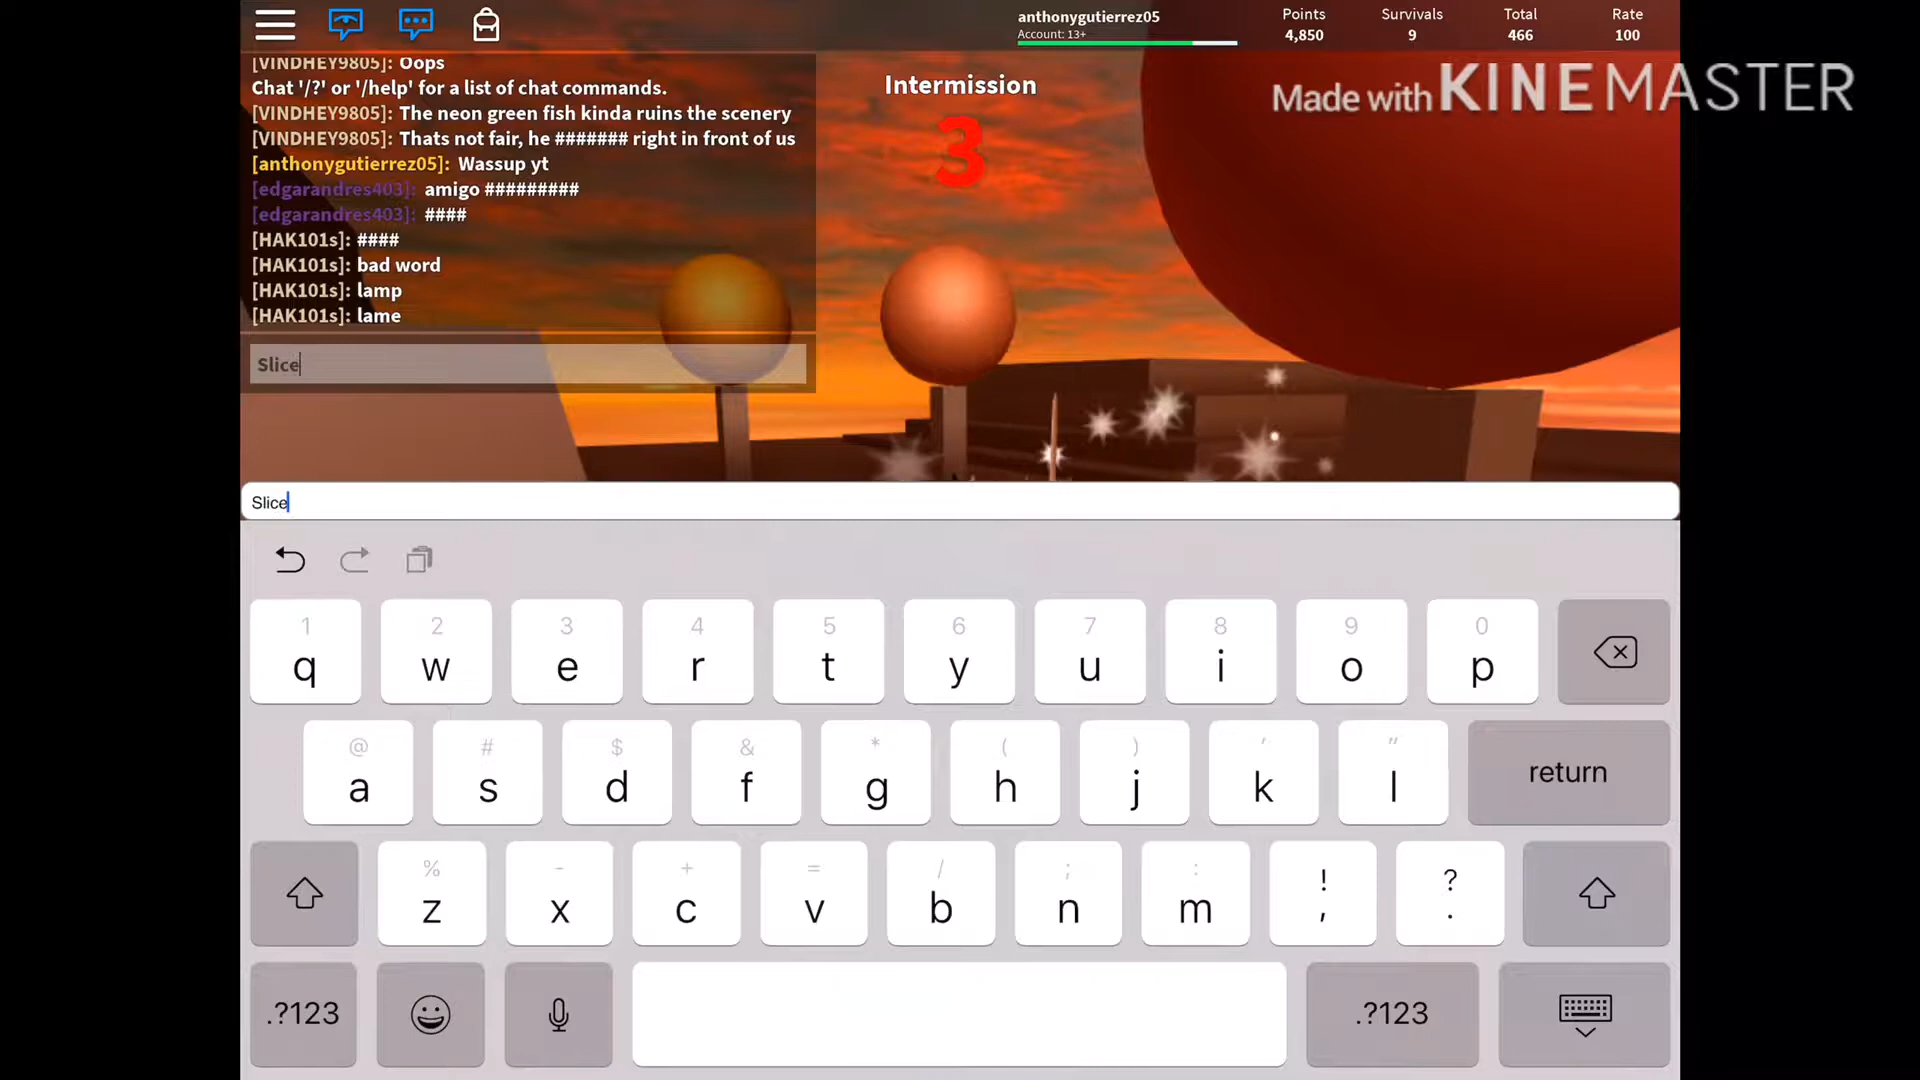 anthonygutierrez05
Account: 13+
Points
4,850
Survivals
9
Total
466
Rate
100
[VINDHEY9805]: Oops
Chat '/?' or '/help' for a list of chat commands.
[VINDHEY9805]: The neon green fish kinda ruins the scenery
[VINDHEY9805]: Thats not fair, he ####### right in front of us
[anthonygutierrez05]: Wassup yt
[edgarandres403]: amigo #########
[edgarandres403]: ####
[HAK101s]: ####
[HAK101s]: bad word
[HAK101s]: lamp
[HAK101s]: lame
Intermission
3
Made with KINEMASTER
Slice
Slice
1 2 3 4 5 6 7 8 9 0
q w e r t y u i o p
@ # $ & * ( ) ' "
a s d f g h j k l return
% - + = / ; : ! ?
z x c v b n m , .
.?123 .?123